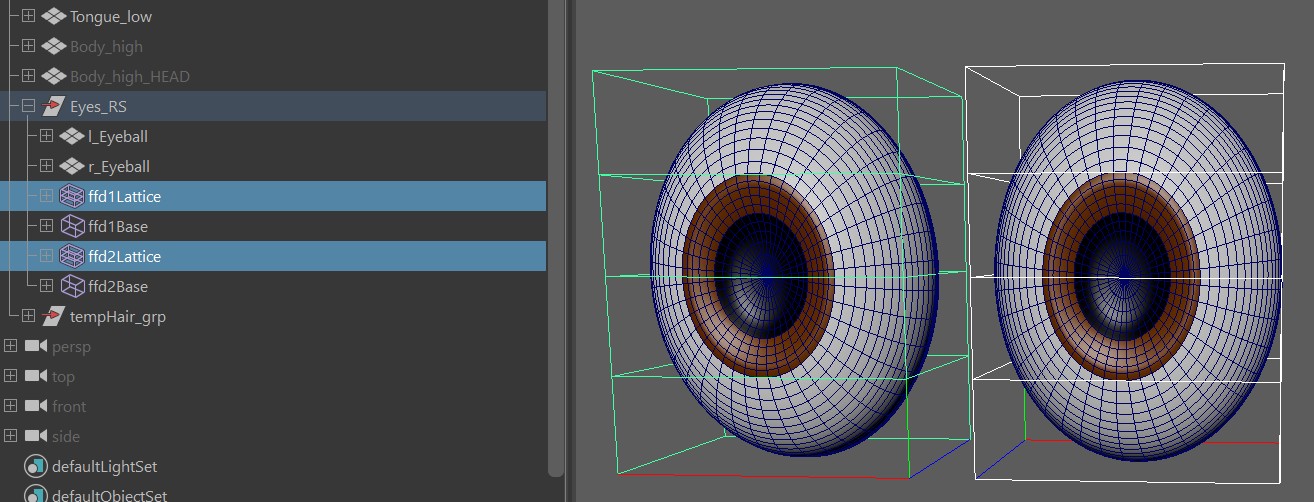 Tongue_low
Body_high
Body_high_HEAD
Eyes_RS
l_Eyeball
r_Eyeball
ffd1Lattice
ffd1Base
ffd2Lattice
ffd2Base
tempHair_grp
persp
top
front
side
defaultLightSet
defaultObjectSet